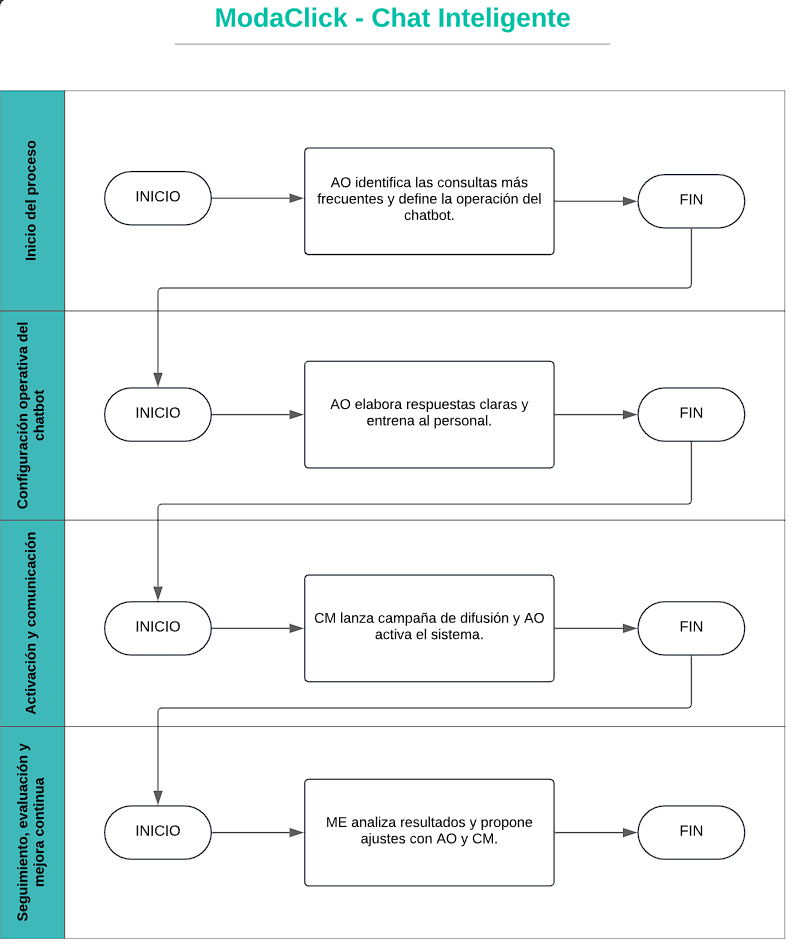 ModaClick - Chat Inteligente
Inicio del proceso
INICIO
AO identifica las consultas más
frecuentes y define la operación del
chatbot.
FIN
Configuración operativa del
chatbot
INICIO
AO elabora respuestas claras y
entrena al personal.
FIN
Activación y comunicación
INICIO
CM lanza campaña de difusión y AO
activa el sistema.
FIN
Seguimiento, evaluación y
mejora continua
INICIO
ME analiza resultados y propone
ajustes con AO y CM.
FIN